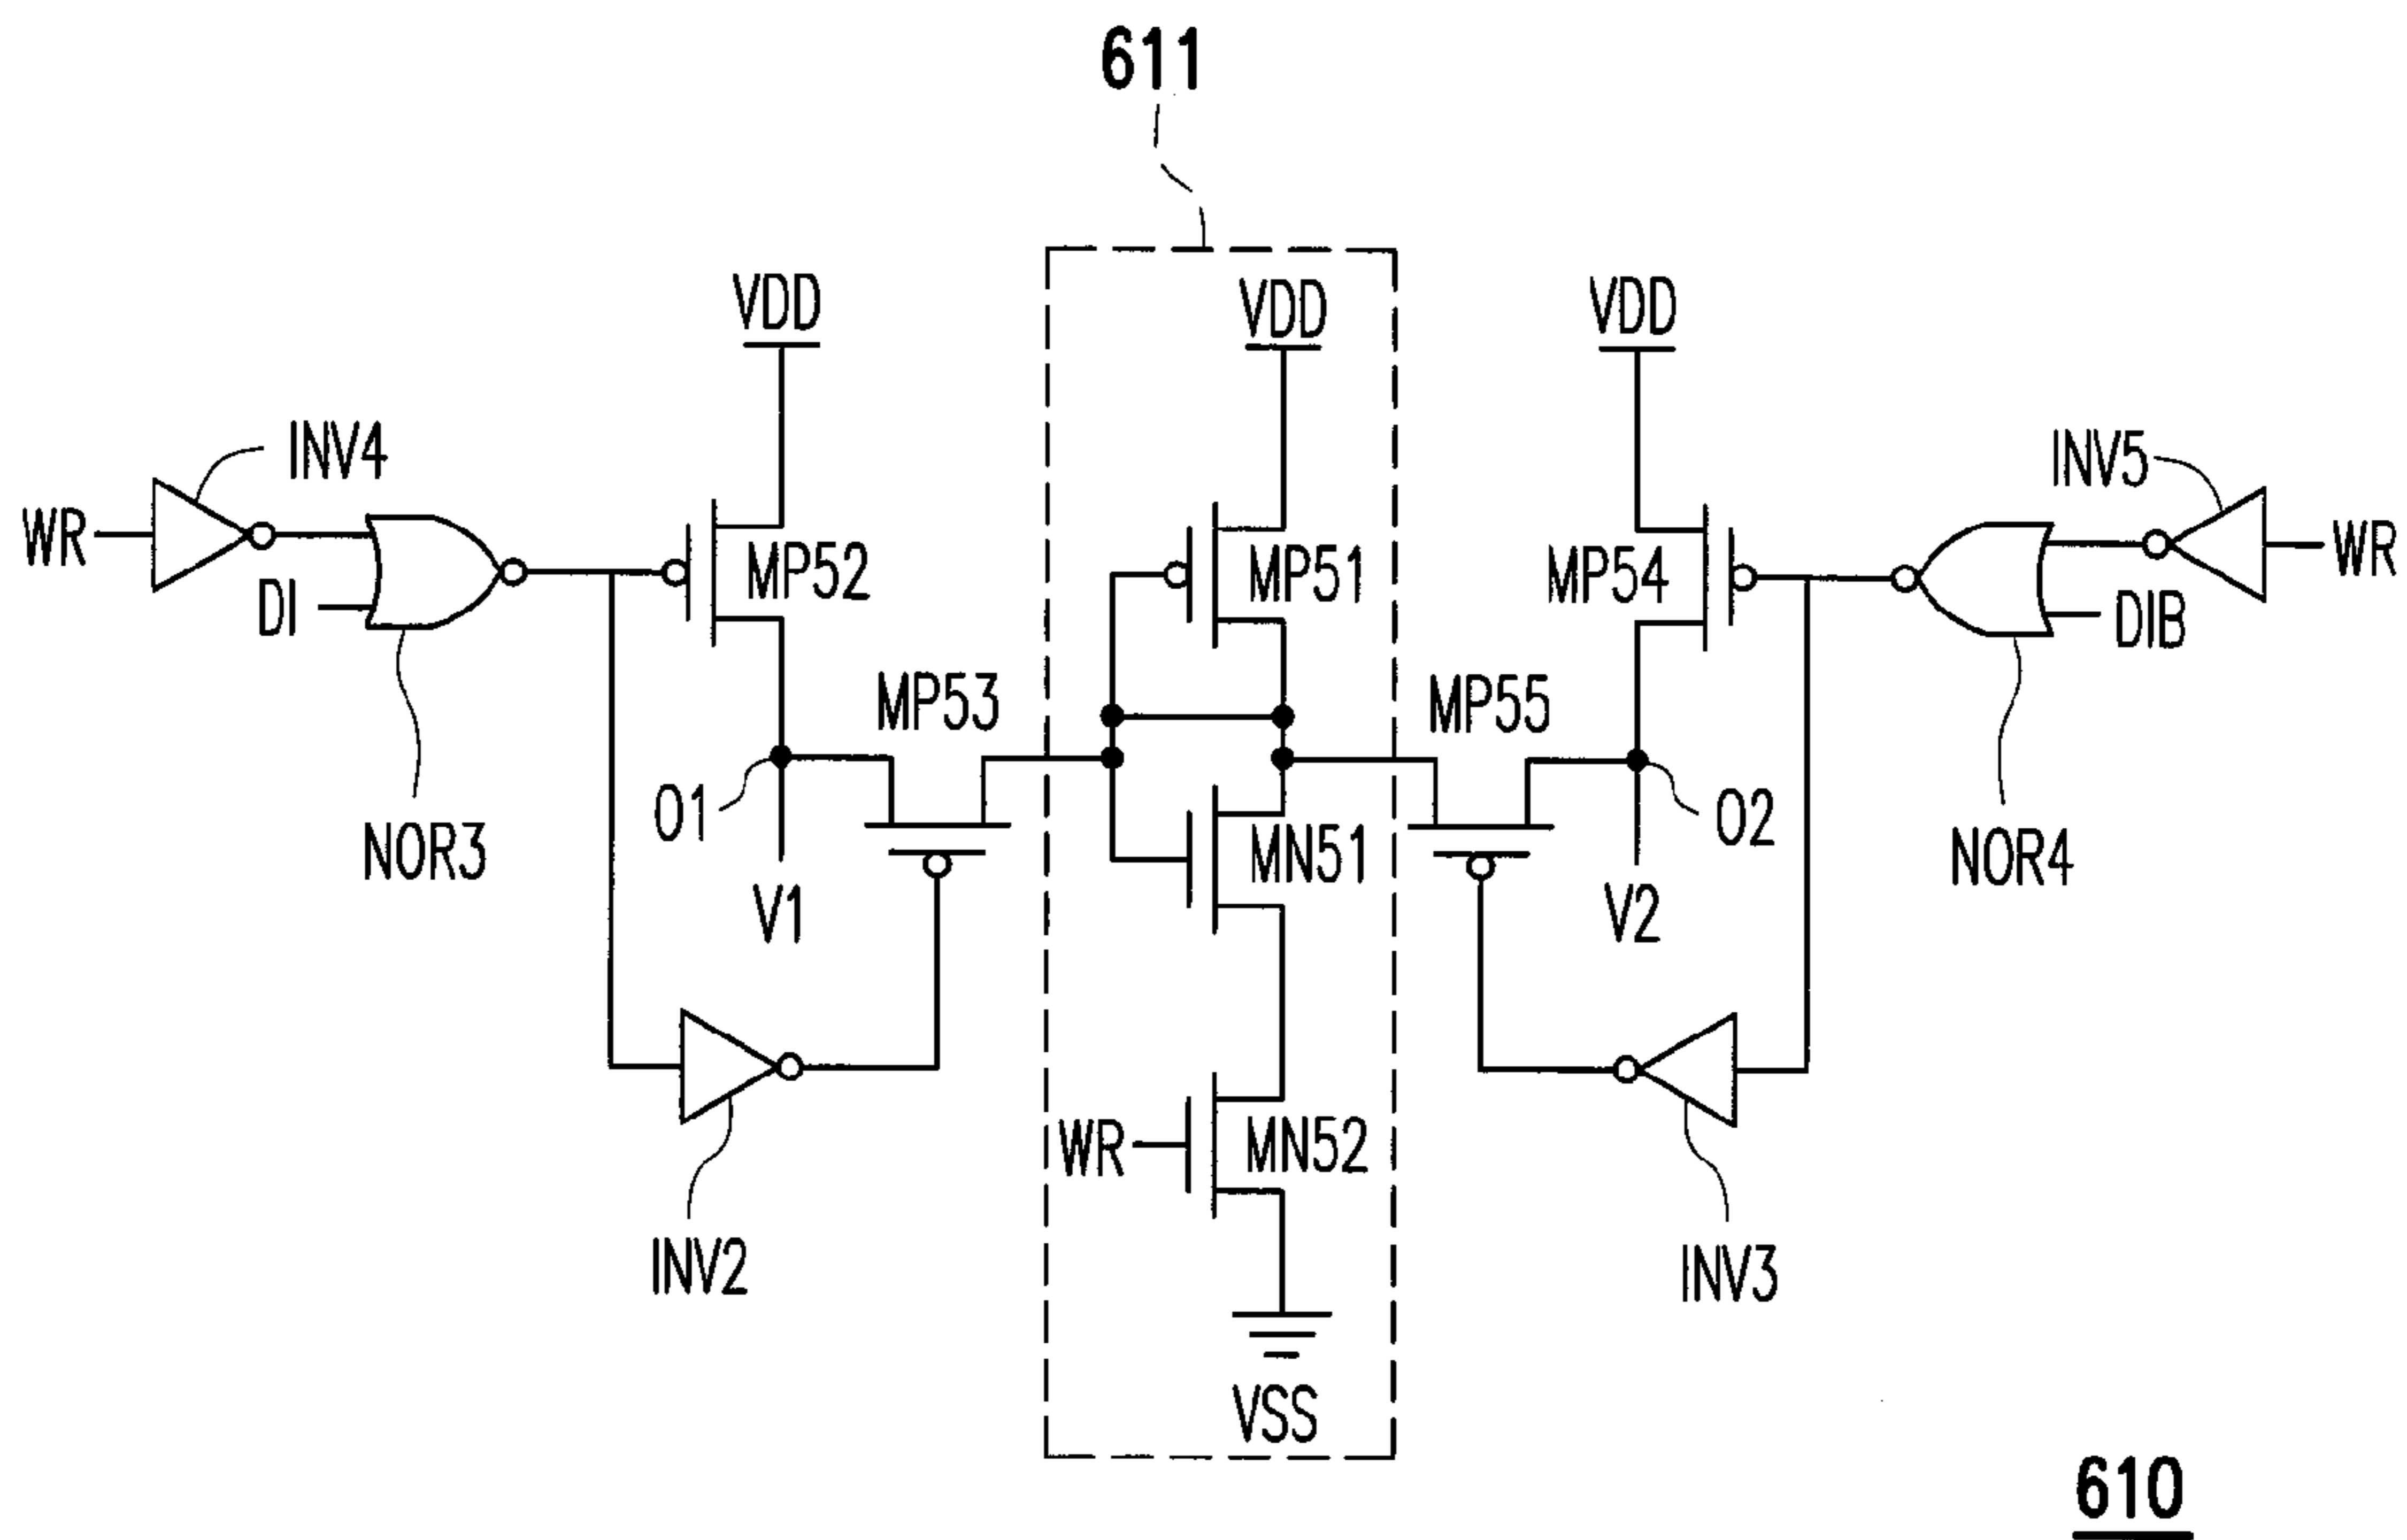 611
VDD
VDD
VDD
INV4
INV5
WR
WR
DI
MP52
MP51
MP54
DIB
MP53
MP55
O1
O2
NOR3
V1
MN51
V2
NOR4
WR
MN52
INV2
INV3
VSS
610